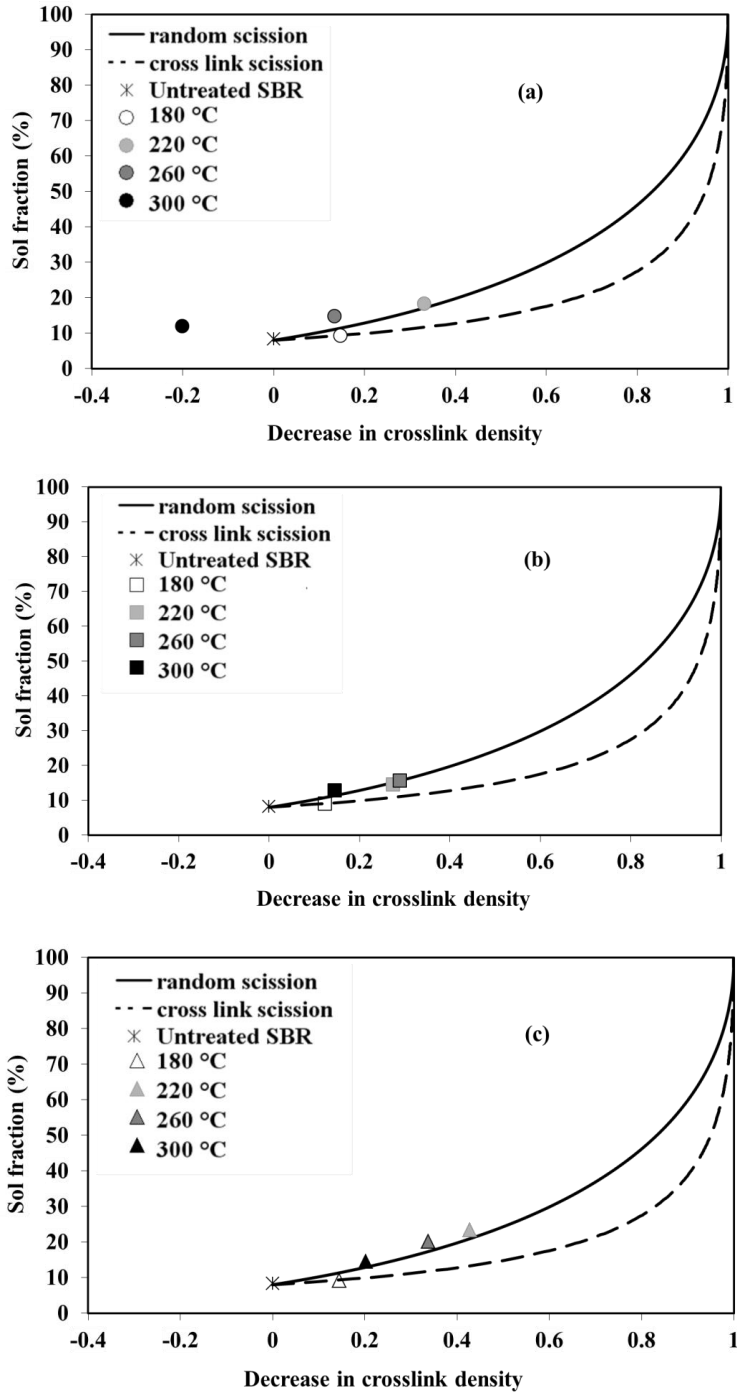 100
90
80
70
60
50
40
30
20
10
0
Sol fraction (%)
random scission
cross link scission
Untreated SBR
180 °C
220 °C
260 °C
300 °C
(a)
-0.4 -0.2 0 0.2 0.4 0.6 0.8 1
Decrease in crosslink density
100
90
80
70
60
50
40
30
20
10
0
Sol fraction (%)
random scission
cross link scission
Untreated SBR
180 °C
220 °C
260 °C
300 °C
(b)
-0.4 -0.2 0 0.2 0.4 0.6 0.8 1
Decrease in crosslink density
100
90
80
70
60
50
40
30
20
10
0
Sol fraction (%)
random scission
cross link scission
Untreated SBR
180 °C
220 °C
260 °C
300 °C
(c)
-0.4 -0.2 0 0.2 0.4 0.6 0.8 1
Decrease in crosslink density